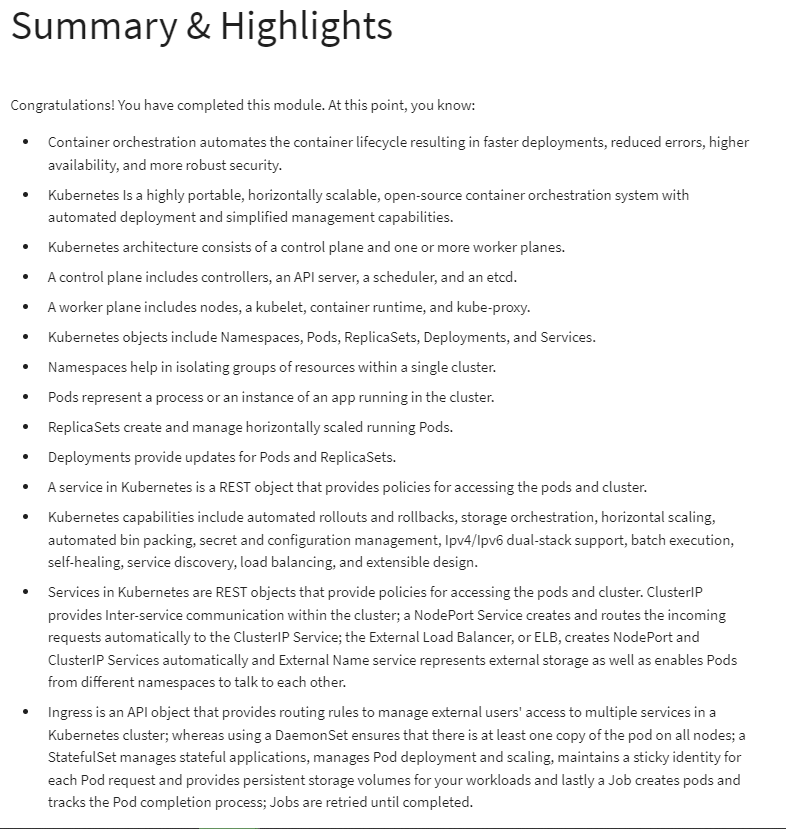 Summary & Highlights
Congratulations! You have completed this module. At this point, you know:
• Container orchestration automates the container lifecycle resulting in faster deployments, reduced errors, higher
availability, and more robust security.
• Kubernetes Is a highly portable, horizontally scalable, open-source container orchestration system with
automated deployment and simplified management capabilities.
• Kubernetes architecture consists of a control plane and one or more worker planes.
• A control plane includes controllers, an API server, a scheduler, and an etcd.
• A worker plane includes nodes, a kubelet, container runtime, and kube-proxy.
• Kubernetes objects include Namespaces, Pods, ReplicaSets, Deployments, and Services.
• Namespaces help in isolating groups of resources within a single cluster.
• Pods represent a process or an instance of an app running in the cluster.
• ReplicaSets create and manage horizontally scaled running Pods.
• Deployments provide updates for Pods and ReplicaSets.
• A service in Kubernetes is a REST object that provides policies for accessing the pods and cluster.
• Kubernetes capabilities include automated rollouts and rollbacks, storage orchestration, horizontal scaling,
automated bin packing, secret and configuration management, Ipv4/Ipv6 dual-stack support, batch execution,
self-healing, service discovery, load balancing, and extensible design.
• Services in Kubernetes are REST objects that provide policies for accessing the pods and cluster. ClusterIP
provides Inter-service communication within the cluster; a NodePort Service creates and routes the incoming
requests automatically to the ClusterIP Service; the External Load Balancer, or ELB, creates NodePort and
ClusterIP Services automatically and External Name service represents external storage as well as enables Pods
from different namespaces to talk to each other.
• Ingress is an API object that provides routing rules to manage external users' access to multiple services in a
Kubernetes cluster; whereas using a DaemonSet ensures that there is at least one copy of the pod on all nodes; a
StatefulSet manages stateful applications, manages Pod deployment and scaling, maintains a sticky identity for
each Pod request and provides persistent storage volumes for your workloads and lastly a Job creates pods and
tracks the Pod completion process; Jobs are retried until completed.